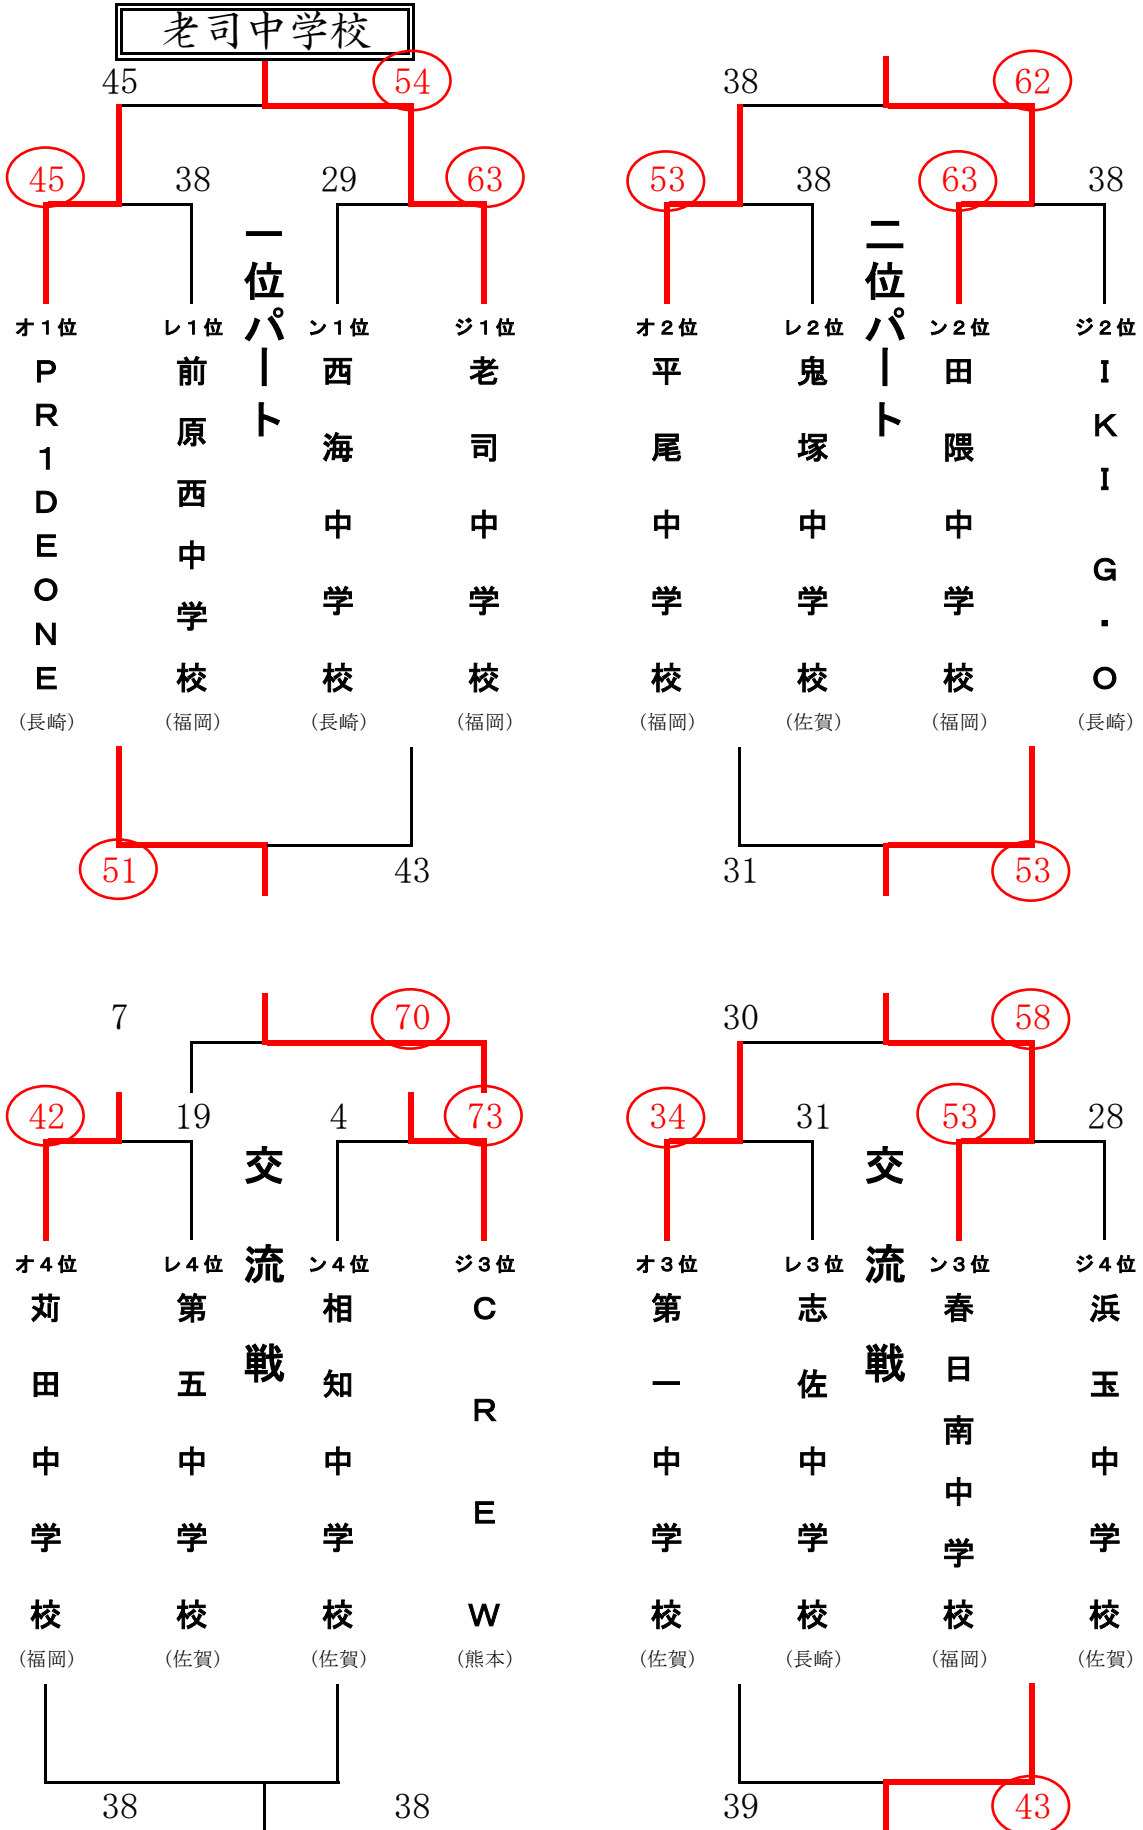 老司中学校
45 54
38 62
45 38 29 63
53 38 63 38
一位パート
二位パート
オ1位 レ1位 ン1位 ジ1位
オ2位 レ2位 ン2位 ジ2位
PR1DEONE
前原西中学校
西海中学校
老司中学校
平尾中学校
鬼塚中学校
田隈中学校
IKI G.O
(長崎) (福岡) (長崎) (福岡)
(福岡) (佐賀) (福岡) (長崎)
51 43
31 53
7 70
30 58
42 19 4 73
34 31 53 28
交流戦
交流戦
オ4位 レ4位 ン4位 ジ3位
オ3位 レ3位 ン3位 ジ4位
苅田中学校
第五中学校
相知中学校
CREW
第一中学校
志佐中学校
春日南中学校
浜玉中学校
(福岡) (佐賀) (佐賀) (熊本)
(佐賀) (長崎) (福岡) (佐賀)
38 38
39 43